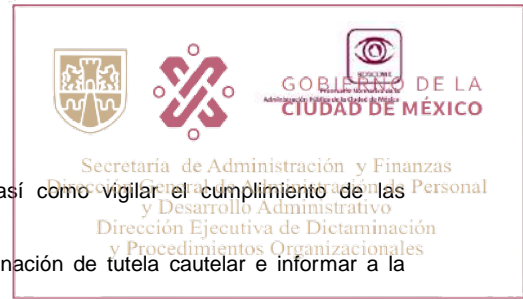 GOBIERNO DE LA
CIUDAD DE MÉXICO
Secretaría de Administración y Finanzas
así como vigilar el cumplimiento de las
Dirección General de Administración de Personal
y Desarrollo Administrativo
Dirección Ejecutiva de Dictaminación
y Procedimientos Organizacionales
nación de tutela cautelar e informar a la